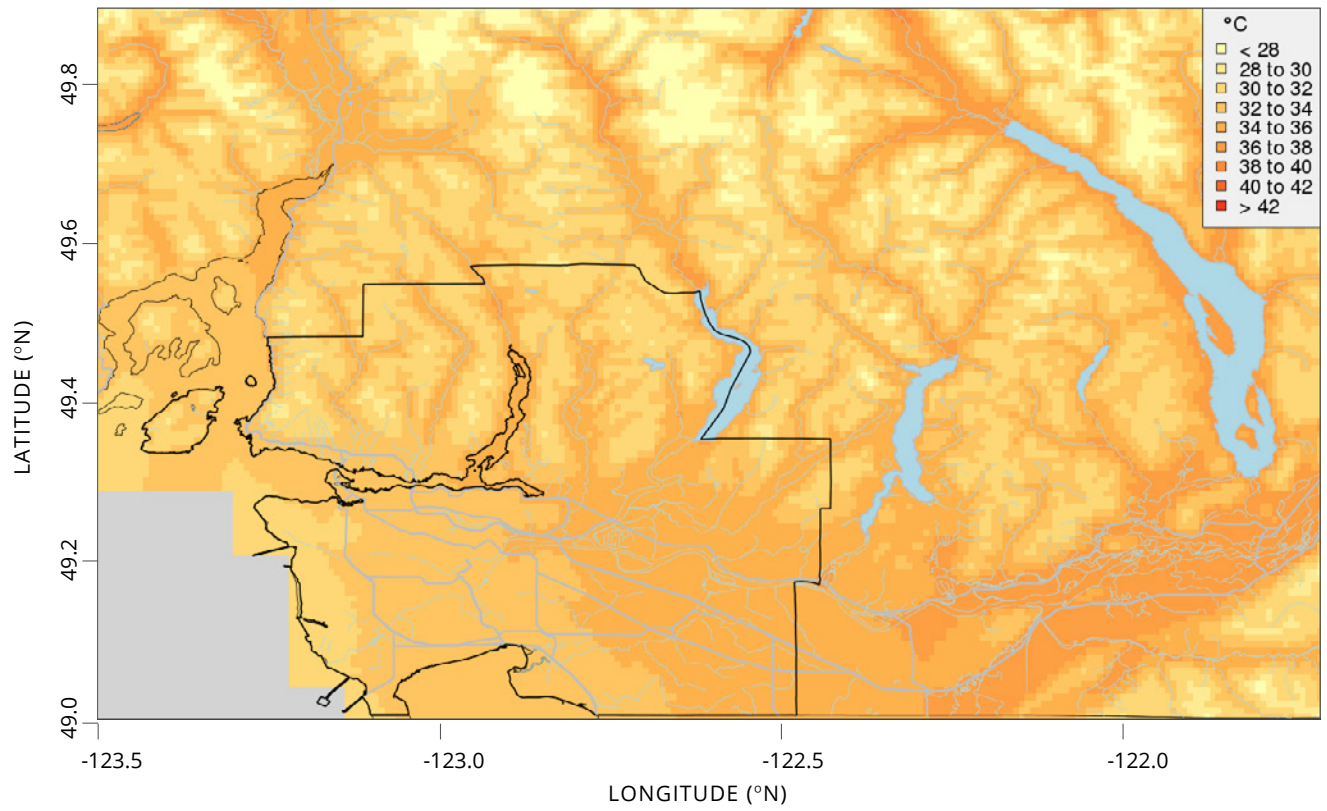 °C
< 28
28 to 30
30 to 32
32 to 34
34 to 36
36 to 38
38 to 40
40 to 42
> 42
LATITUDE (°N)
49.8
49.6
49.4
49.2
49.0
-123.5
-123.0
-122.5
-122.0
LONGITUDE (°N)